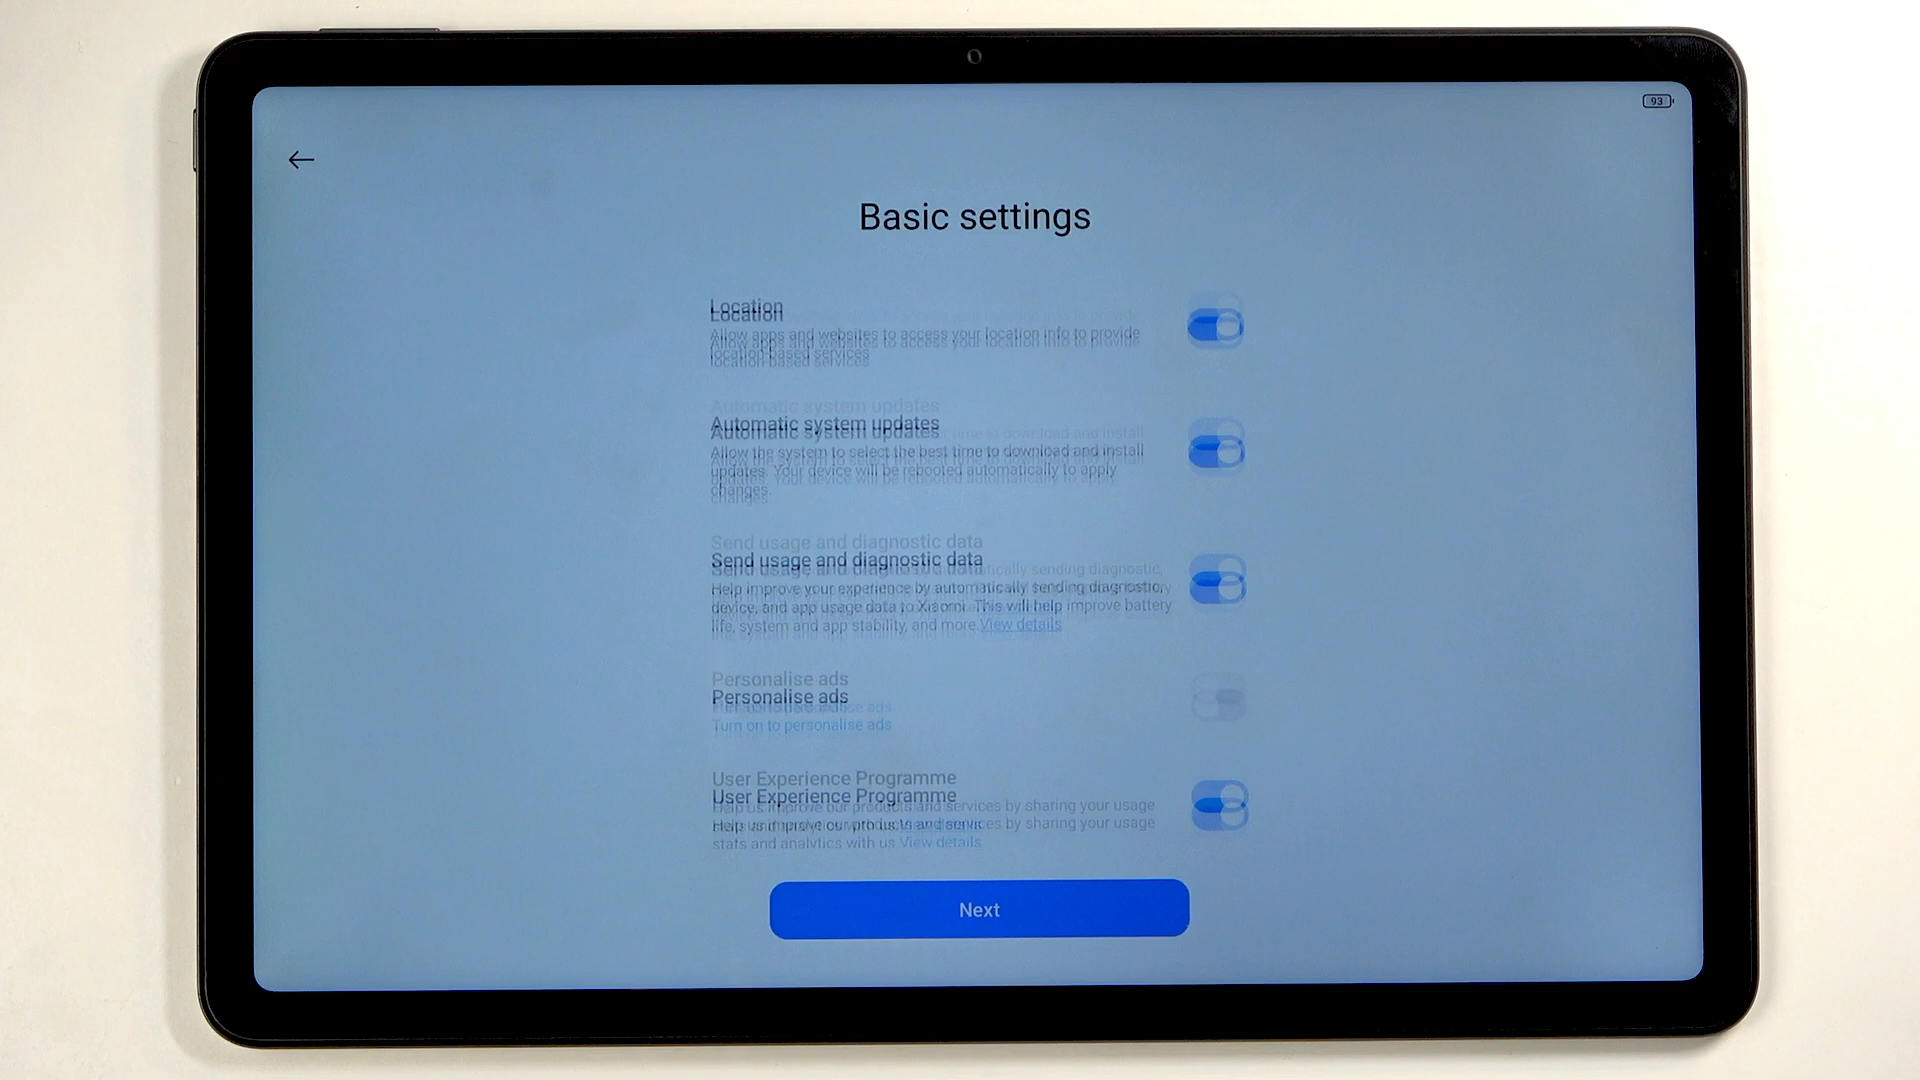 93
Basic settings
Location
Allow apps and websites to access your location info to provide
location-based services
Automatic system updates
Allow the system to select the best time to download and install
updates. Your device will be rebooted automatically to apply
changes.
Send usage and diagnostic data
Help improve your experience by automatically sending diagnostic,
device, and app usage data to Xiaomi. This will help improve battery
life, system and app stability, and more. View details
Personalise ads
Turn on to personalise ads
User Experience Programme
Help us improve our products and services by sharing your usage
stats and analytics with us View details
Next